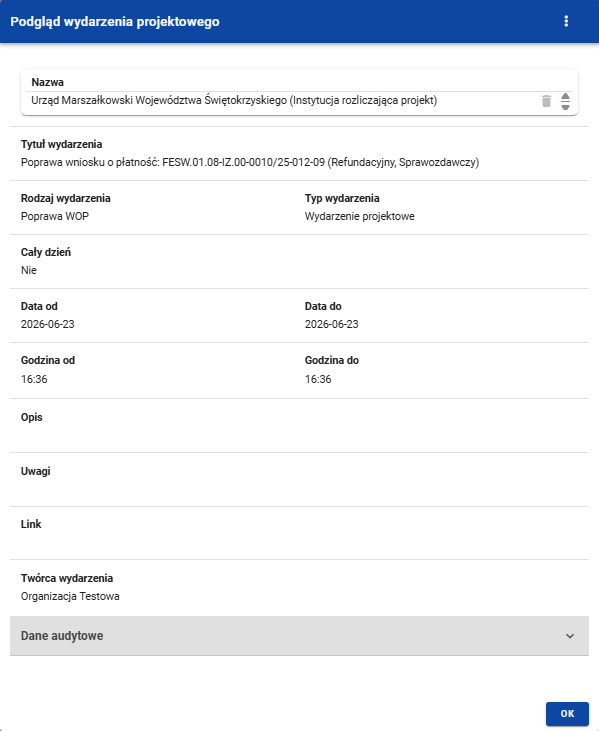 Podgląd wydarzenia projektowego
Nazwa
Urząd Marszałkowski Województwa Świętokrzyskiego (Instytucja rozliczająca projekt)
Tytuł wydarzenia
Poprawa wniosku o płatność: FESW.01.08-IZ.00-0010/25-012-09 (Refundacyjny, Sprawozdawczy)
Rodzaj wydarzenia Typ wydarzenia
Poprawa WOP Wydarzenie projektowe
Cały dzień
Nie
Data od Data do
2026-06-23 2026-06-23
Godzina od Godzina do
16:36 16:36
Opis
Uwagi
Link
Twórca wydarzenia
Organizacja Testowa
Dane audytowe
OK